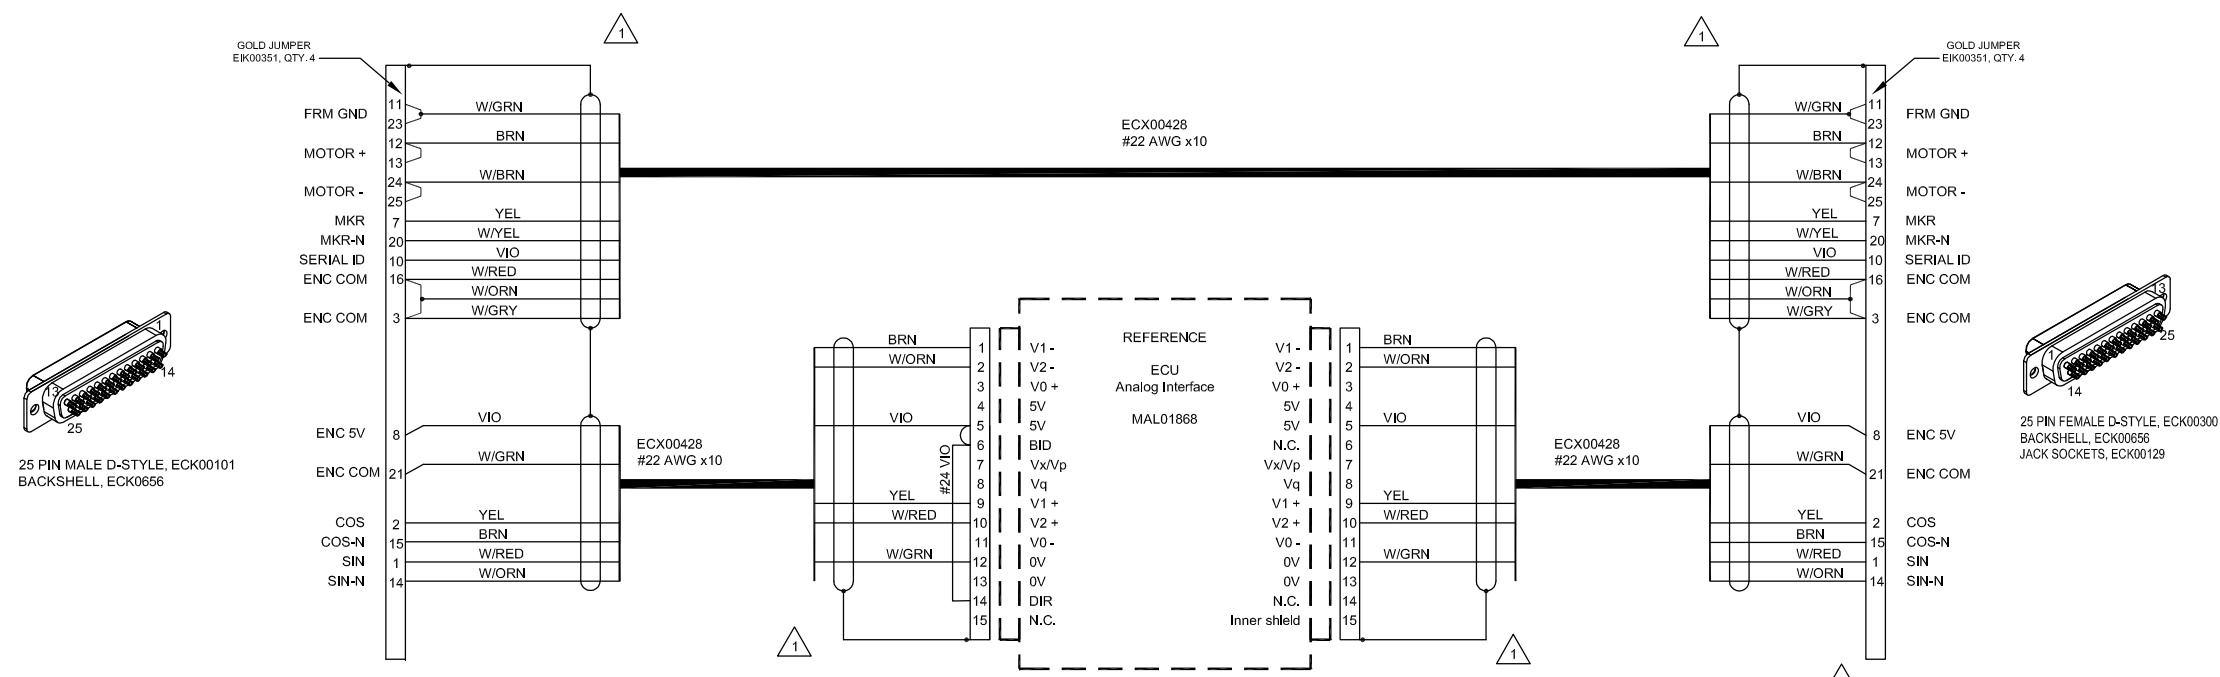 1
1
GOLD JUMPER
EIK00351, QTY. 4
GOLD JUMPER
EIK00351, QTY. 4
FRM GND
11
23
W/GRN
MOTOR +
12
13
BRN
MOTOR -
24
25
W/BRN
MKR 7 YEL
MKR-N 20 W/YEL
SERIAL ID 10 VIO
ENC COM 16 W/RED
W/ORN
ENC COM 3 W/GRY
ENC 5V 8 VIO
ENC COM 21 W/GRN
COS 2 YEL
COS-N 15 BRN
SIN 1 W/RED
SIN-N 14 W/ORN
1
13
14
25
25 PIN MALE D-STYLE, ECK00101
BACKSHELL, ECK0656
ECX00428
#22 AWG x10
ECX00428
#22 AWG x10
BRN 1 V1 -
W/ORN 2 V2 -
3 V0 +
4 5V
VIO 5 5V
6 BID
7 Vx/Vp
8 Vq
YEL 9 V1 +
W/RED 10 V2 +
11 V0 -
W/GRN 12 0V
13 0V
14 DIR
15 N.C.
#24 VIO
1
REFERENCE
ECU
Analog Interface
MAL01868
V1 - 1 BRN
V2 - 2 W/ORN
V0 + 3
5V 4
5V 5 VIO
N.C. 6
Vx/Vp 7
Vq 8
V1 + 9 YEL
V2 + 10 W/RED
V0 - 11
0V 12 W/GRN
0V 13
N.C. 14
Inner shield 15
1
ECX00428
#22 AWG x10
W/GRN
11
23
FRM GND
BRN
12
13
MOTOR +
W/BRN
24
25
MOTOR -
YEL 7 MKR
W/YEL 20 MKR-N
VIO 10 SERIAL ID
W/RED 16 ENC COM
W/ORN
W/GRY 3 ENC COM
VIO 8 ENC 5V
W/GRN 21 ENC COM
YEL 2 COS
BRN 15 COS-N
W/RED 1 SIN
W/ORN 14 SIN-N
13
1
25
14
25 PIN FEMALE D-STYLE, ECK00300
BACKSHELL, ECK00656
JACK SOCKETS, ECK00129